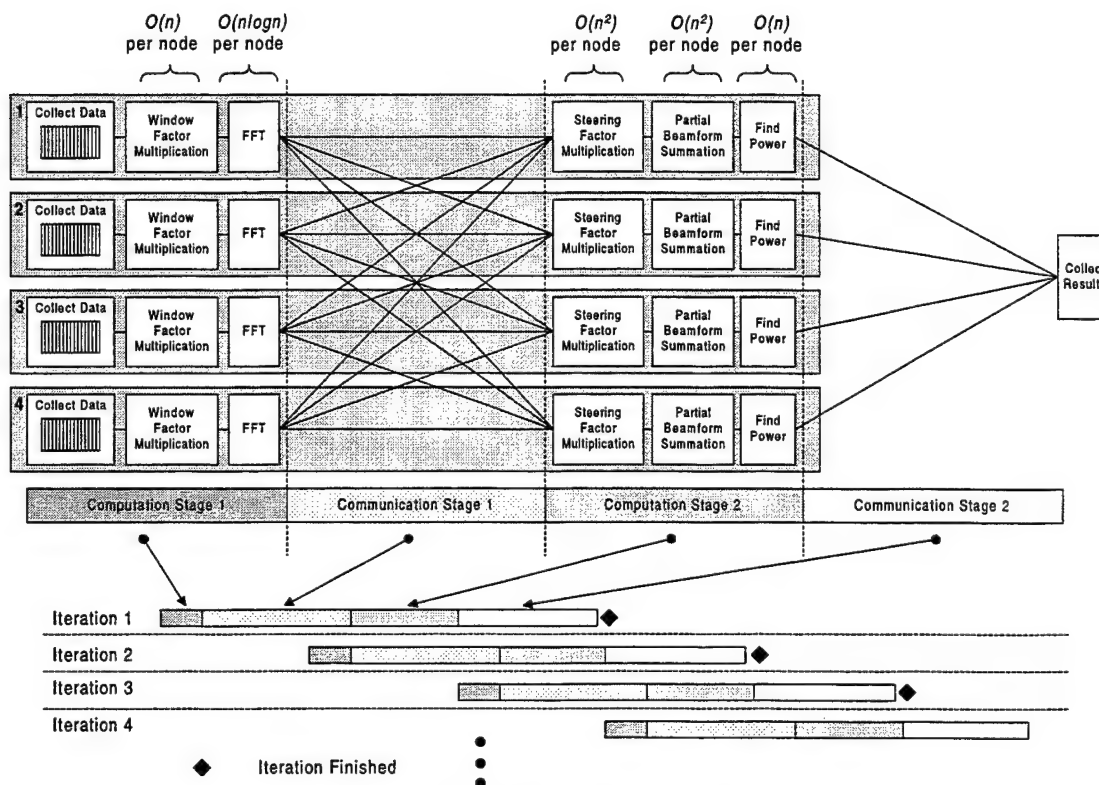 O(n) per node
O(nlogn) per node
O(n²) per node
O(n²) per node
O(n) per node
1
Collect Data
Window Factor Multiplication
FFT
Steering Factor Multiplication
Partial Beamform Summation
Find Power
2
Collect Data
Window Factor Multiplication
FFT
Steering Factor Multiplication
Partial Beamform Summation
Find Power
3
Collect Data
Window Factor Multiplication
FFT
Steering Factor Multiplication
Partial Beamform Summation
Find Power
4
Collect Data
Window Factor Multiplication
FFT
Steering Factor Multiplication
Partial Beamform Summation
Find Power
Collect
Result
Computation Stage 1
Communication Stage 1
Computation Stage 2
Communication Stage 2
Iteration 1
Iteration 2
Iteration 3
Iteration 4
Iteration Finished